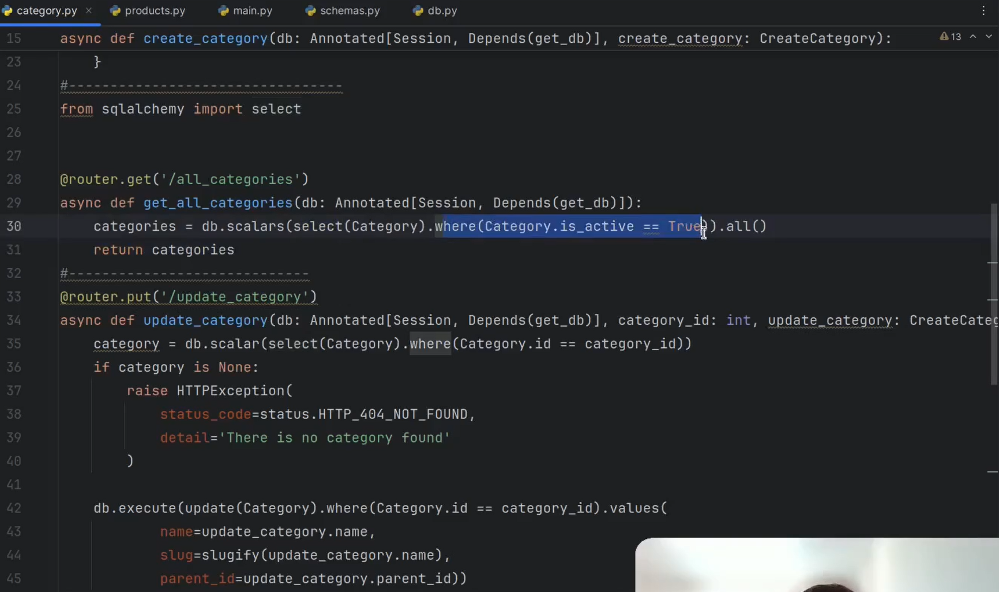 category.py × products.py main.py schemas.py db.py
15 async def create_category(db: Annotated[Session, Depends(get_db)], create_category: CreateCategory): 13
23 }
24 #---------------------------------
25 from sqlalchemy import select
26
27
28 @router.get('/all_categories')
29 async def get_all_categories(db: Annotated[Session, Depends(get_db)]):
30 categories = db.scalars(select(Category).where(Category.is_active == True)).all()
31 return categories
32 #-----------------------------
33 @router.put('/update_category')
34 async def update_category(db: Annotated[Session, Depends(get_db)], category_id: int, update_category: CreateCateg
35 category = db.scalar(select(Category).where(Category.id == category_id))
36 if category is None:
37 raise HTTPException(
38 status_code=status.HTTP_404_NOT_FOUND,
39 detail='There is no category found'
40 )
41
42 db.execute(update(Category).where(Category.id == category_id).values(
43 name=update_category.name,
44 slug=slugify(update_category.name),
45 parent_id=update_category.parent_id))